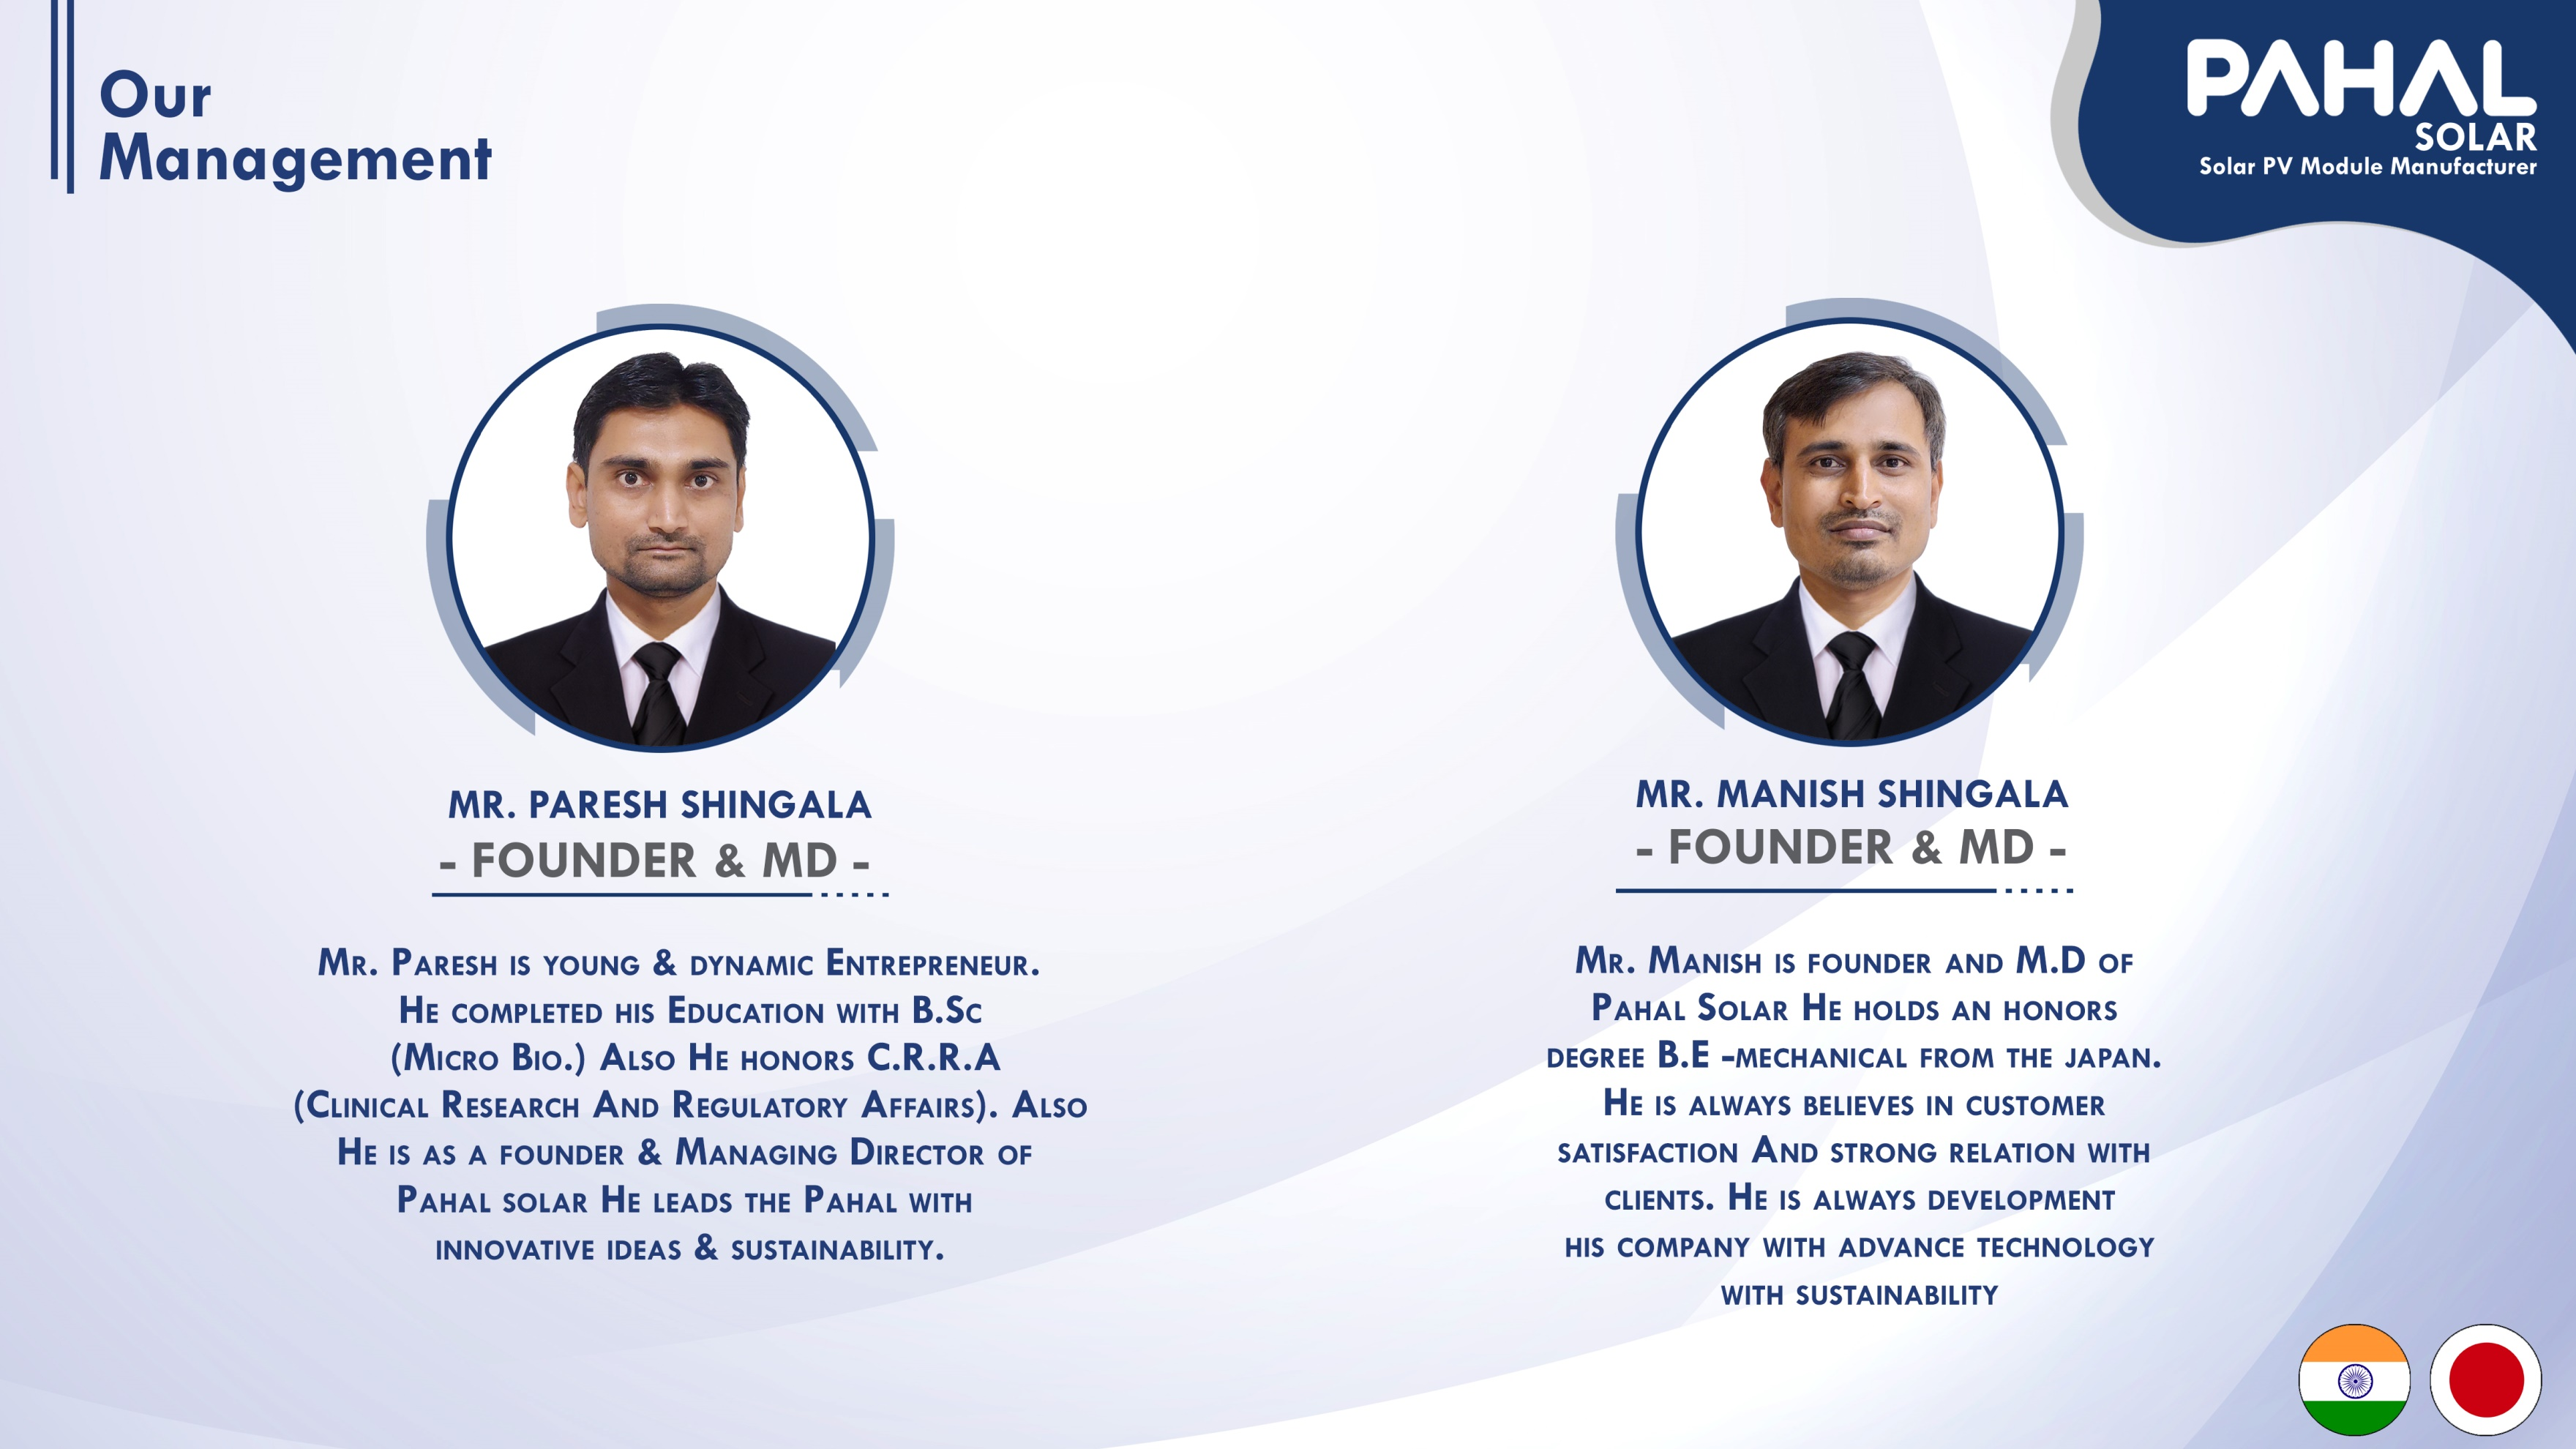 Our
Management
PAHAL
SOLAR
Solar PV Module Manufacturer
MR. PARESH SHINGALA
- FOUNDER & MD -
Mr. Paresh is young & dynamic Entrepreneur.
He completed his Education with B.Sc
(Micro Bio.) Also He honors C.R.R.A
(Clinical Research And Regulatory Affairs). Also
He is as a founder & Managing Director of
Pahal solar He leads the Pahal with
innovative ideas & sustainability.
MR. MANISH SHINGALA
- FOUNDER & MD -
Mr. Manish is founder and M.D of
Pahal Solar He holds an honors
degree B.E -mechanical from the japan.
He is always believes in customer
satisfaction And strong relation with
clients. He is always development
his company with advance technology
with sustainability